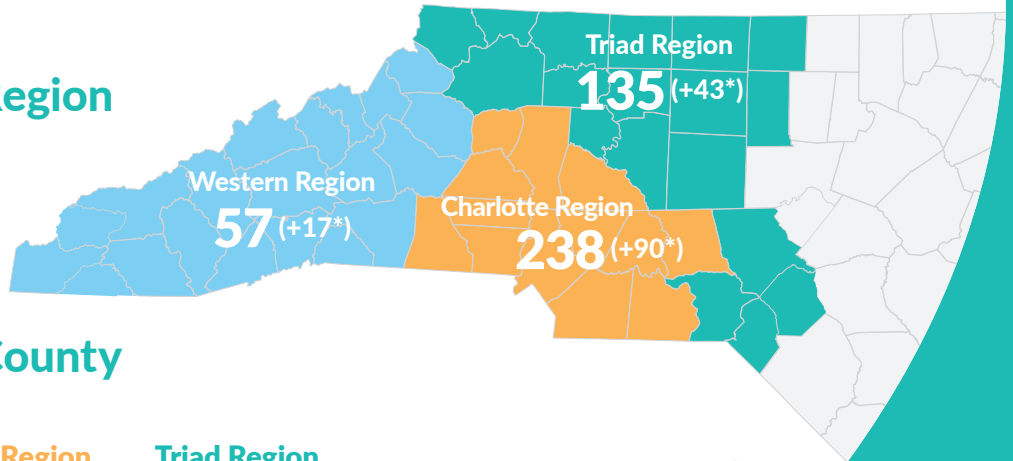 Triad Region
135 (+43*)
Region
Western Region
57 (+17*)
Charlotte Region
238 (+90*)
County
Region
Triad Region